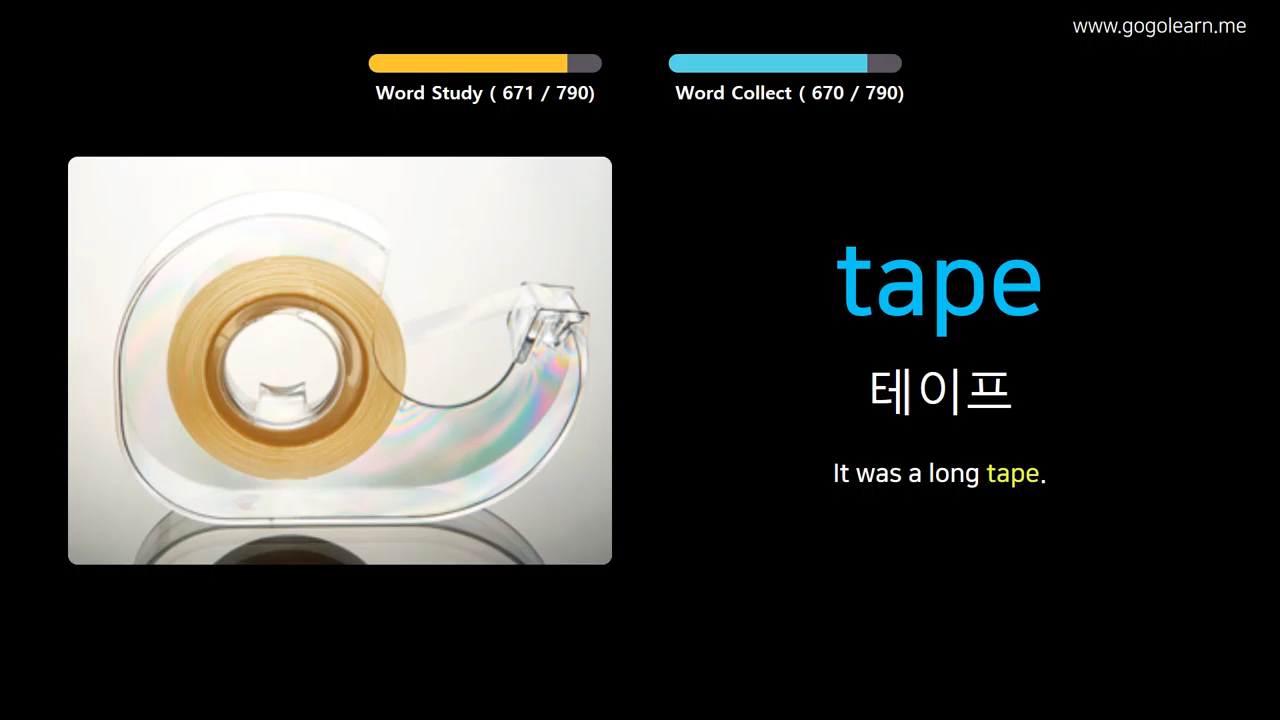 www.gogolearn.me
Word Study ( 671 / 790)
Word Collect ( 670 / 790)
tape
테이프
It was a long tape.